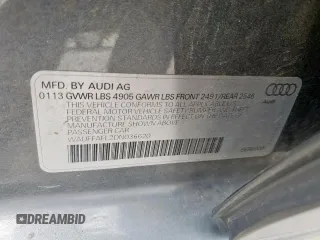 MFD. BY AUDI AG
0113 GVWR LBS 4905 GAWR LBS FRONT 2491/REAR 2546
THIS VEHICLE CONFORMS TO ALL APPLICABLE
FEDERAL MOTOR VEHICLE SAFETY BUMPER AND THEFT
PREVENTION STANDARDS IN EFFECT ON THE DATE OF
MANUFACTURE SHOWN ABOVE.
PASSENGER CAR
Audi
DREAMBID